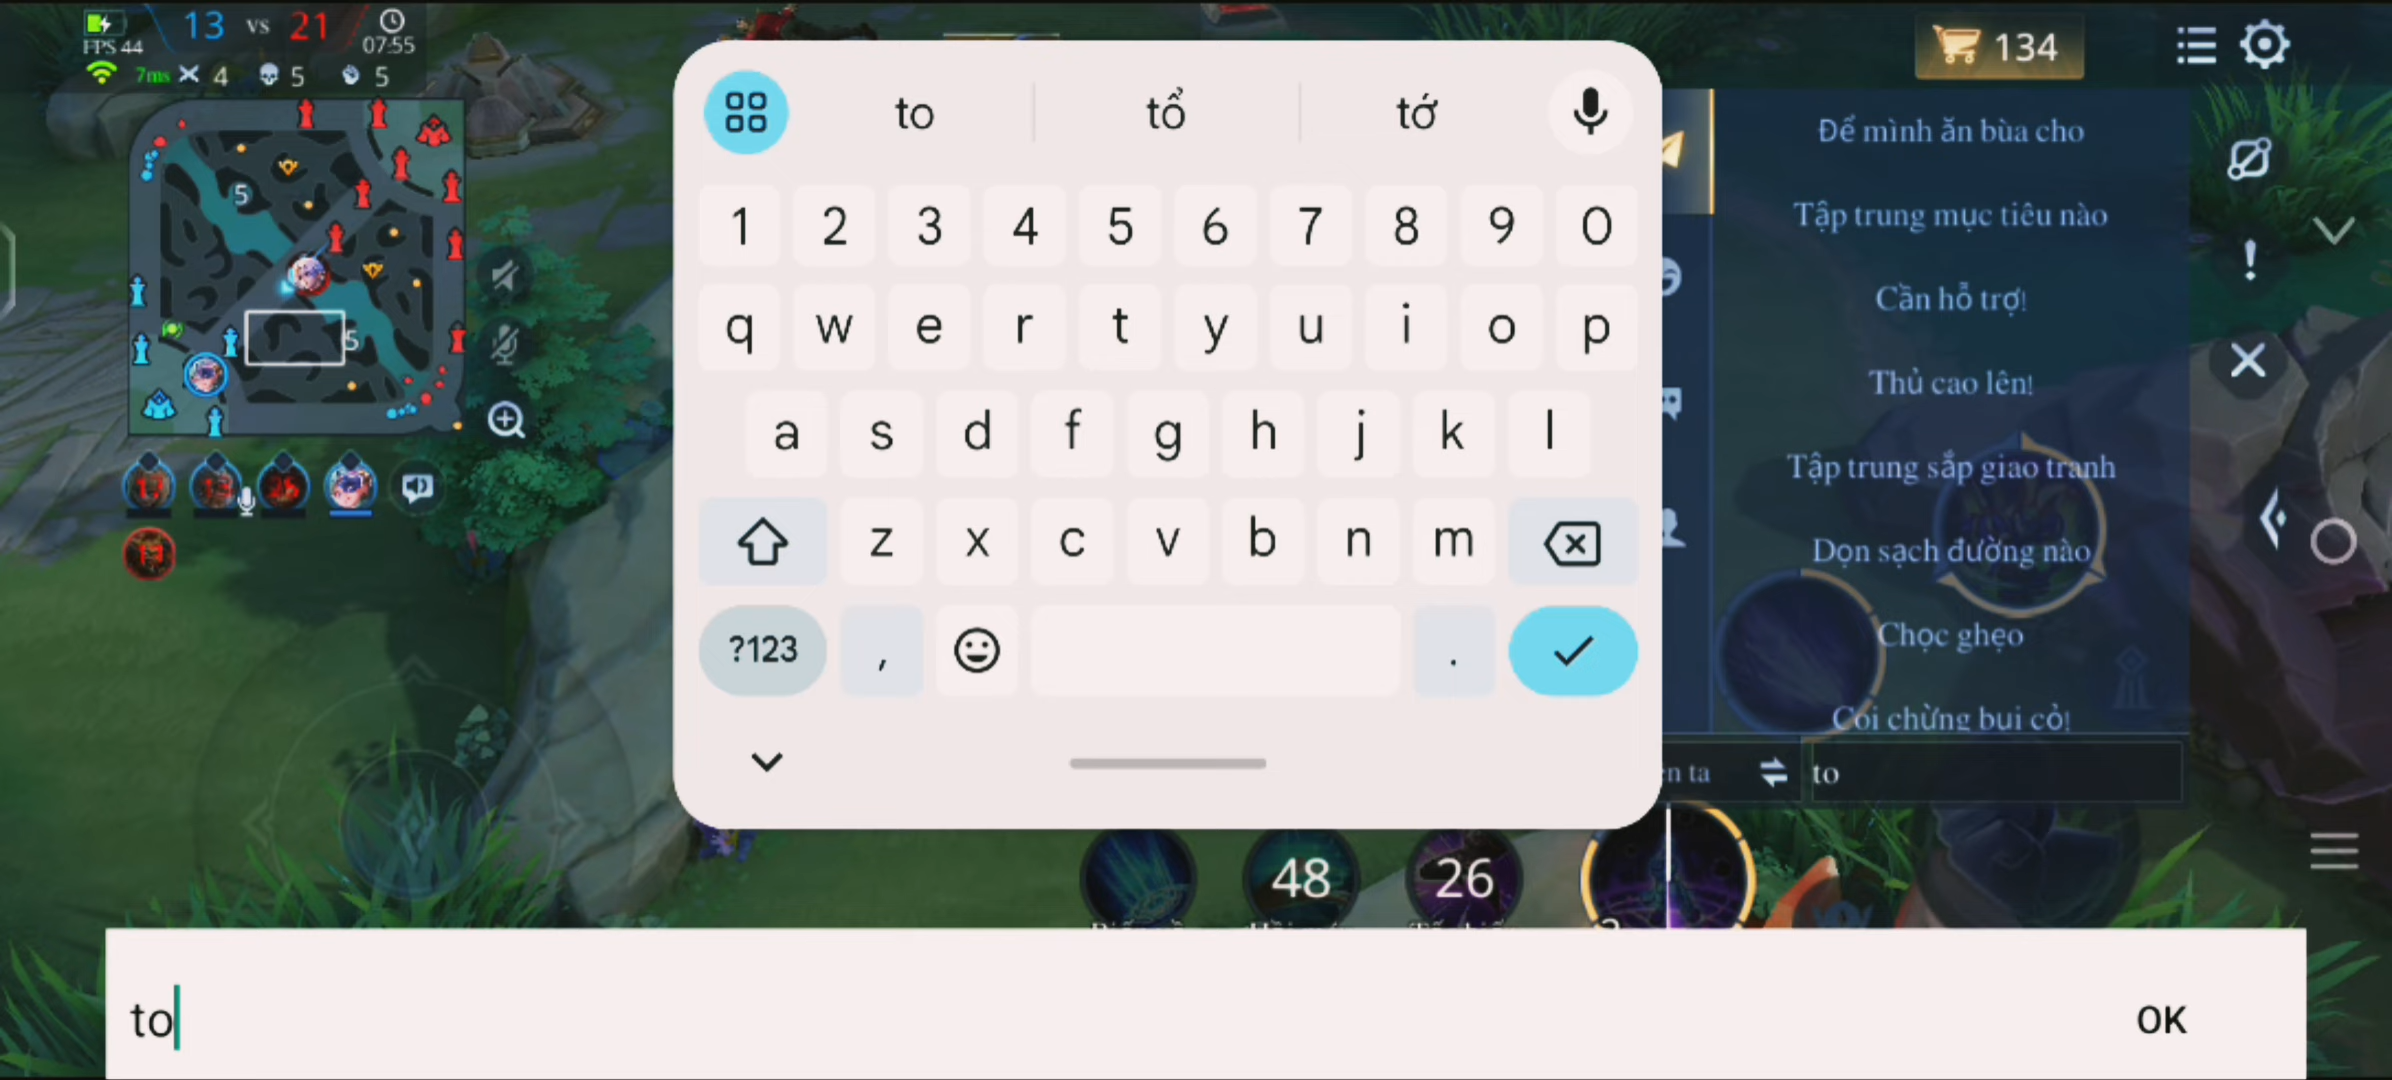 13 vs 21
07:55
FPS 44
7ms 4 5 5
134
5
5
to tổ tớ
1 2 3 4 5 6 7 8 9 0
q w e r t y u i o p
a s d f g h j k l
z x c v b n m
?123 , .
Để mình ăn bùa cho
Tập trung mục tiêu nào
Cần hỗ trợ!
Thủ cao lên!
Tập trung sắp giao tranh
Dọn sạch đường nào
Chọc ghẹo
Coi chừng bụi cỏ!
ta
to
48
26
to
OK